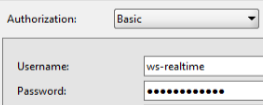 Authorization: Basic
Username: ws-realtime
Password: ●●●●●●●●●●●●